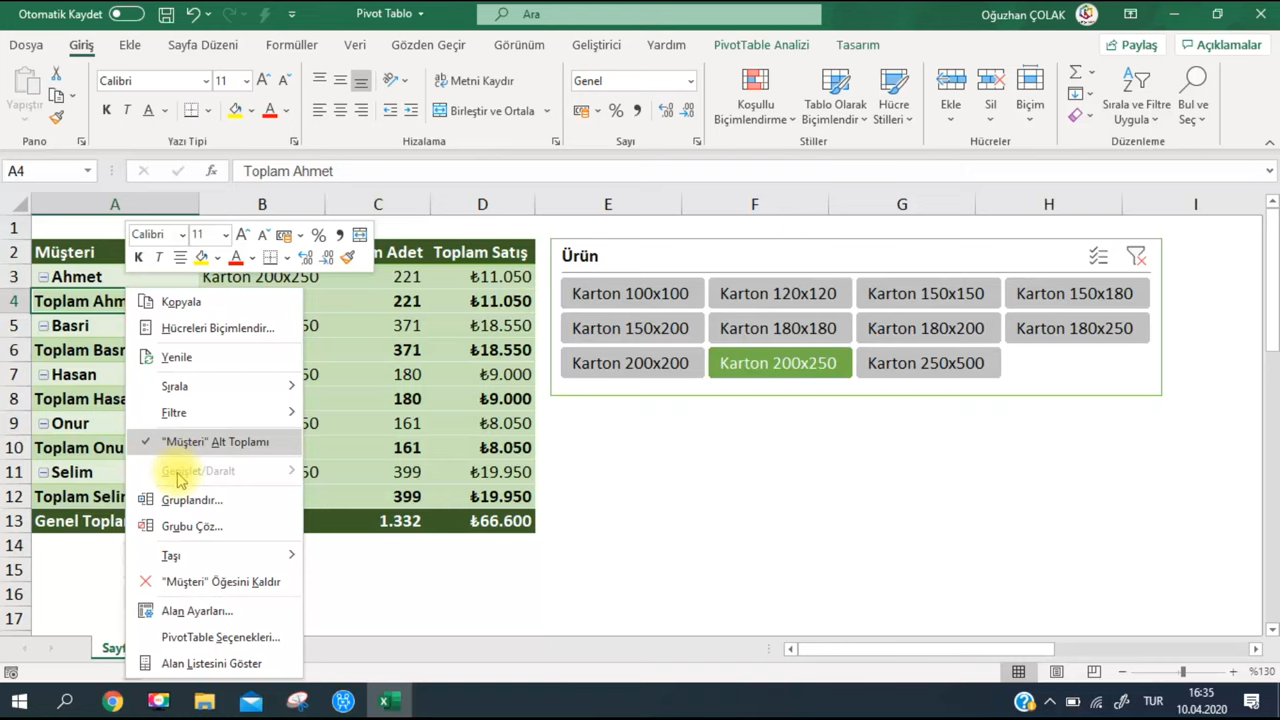 Otomatik Kaydet
Pivot Tablo
Ara
Oğuzhan ÇOLAK
Dosya Giriş Ekle Sayfa Düzeni Formüller Veri Gözden Geçir Görünüm Geliştirici Yardım PivotTable Analizi Tasarım Paylaş Açıklamalar
Yapıştır
Calibri 11
K T A
Metni Kaydır
Birleştir ve Ortala
Genel
Koşullu Biçimlendirme
Tablo Olarak Biçimlendir
Hücre Stilleri
Ekle Sil Biçim
Sırala ve Filtre Uygula
Bul ve Seç
Pano Yazı Tipi Hizalama Sayı Stiller Hücreler Düzenleme
A4 fx Toplam Ahmet
A B C D E F G H I
1
2 Müşteri Adet Toplam Satış
3 Ahmet Karton 200x250 221 ₺11.050
4 Toplam Ahm 221 ₺11.050
5 Basri 50 371 ₺18.550
6 Toplam Basr 371 ₺18.550
7 Hasan 50 180 ₺9.000
8 Toplam Hasa 180 ₺9.000
9 Onur 50 161 ₺8.050
10 Toplam Onu 161 ₺8.050
11 Selim 50 399 ₺19.950
12 Toplam Selin 399 ₺19.950
13 Genel Topla 1.332 ₺66.600
14
15
16
17
Calibri 11
K T A
Kopyala
Hücreleri Biçimlendir...
Yenile
Sırala
Filtre
"Müşteri" Alt Toplamı
Genişlet/Daralt
Gruplandır...
Grubu Çöz...
Taşı
"Müşteri" Öğesini Kaldır
Alan Ayarları...
PivotTable Seçenekleri...
Alan Listesini Göster
Ürün
Karton 100x100 Karton 120x120 Karton 150x150 Karton 150x180
Karton 150x200 Karton 180x180 Karton 180x200 Karton 180x250
Karton 200x200 Karton 200x250 Karton 250x500
Sayf
%130
TUR
16:35
10.04.2020